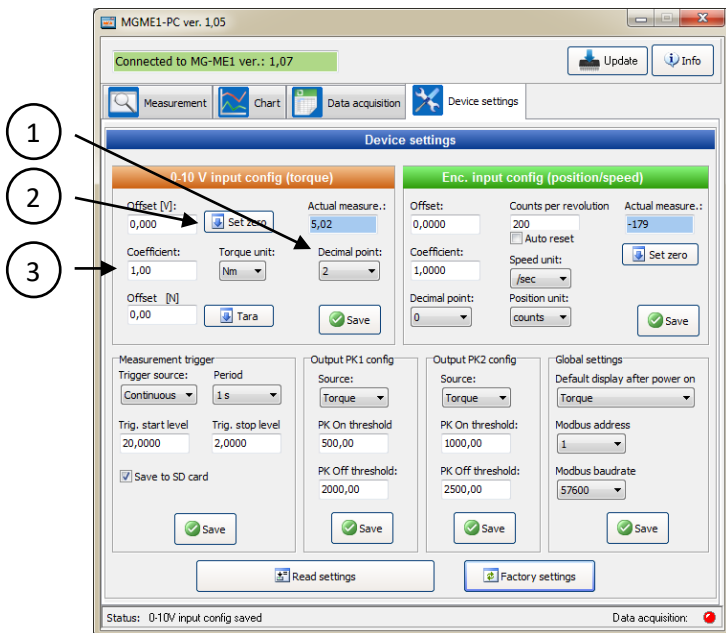 MGME1-PC ver. 1,05
Connected to MG-ME1 ver.: 1,07
Update
Info
Measurement
Chart
Data acquisition
Device settings
Device settings
1
2
3
0-10 V input config (torque)
Offset [V]:
0,000
Set zero
Actual measure.:
5,02
Coefficient:
1,00
Torque unit:
Nm
Decimal point:
2
Offset [N]
0,00
Tara
Save
Enc. input config (position/speed)
Offset:
0,0000
Counts per revolution
200
Auto reset
Actual measure.:
-179
Coefficient:
1,0000
Speed unit:
/sec
Set zero
Decimal point:
0
Position unit:
counts
Save
Measurement trigger
Trigger source:
Continuous
Period
1 s
Trig. start level
20,0000
Trig. stop level
2,0000
Save to SD card
Save
Output PK1 config
Source:
Torque
PK On threshold
500,00
PK Off threshold:
2000,00
Save
Output PK2 config
Source:
Torque
PK On threshold:
1000,00
PK Off threshold:
2500,00
Save
Global settings
Default display after power on
Torque
Modbus address
1
Modbus baudrate
57600
Save
Read settings
Factory settings
Status: 0-10V input config saved
Data acquisition: